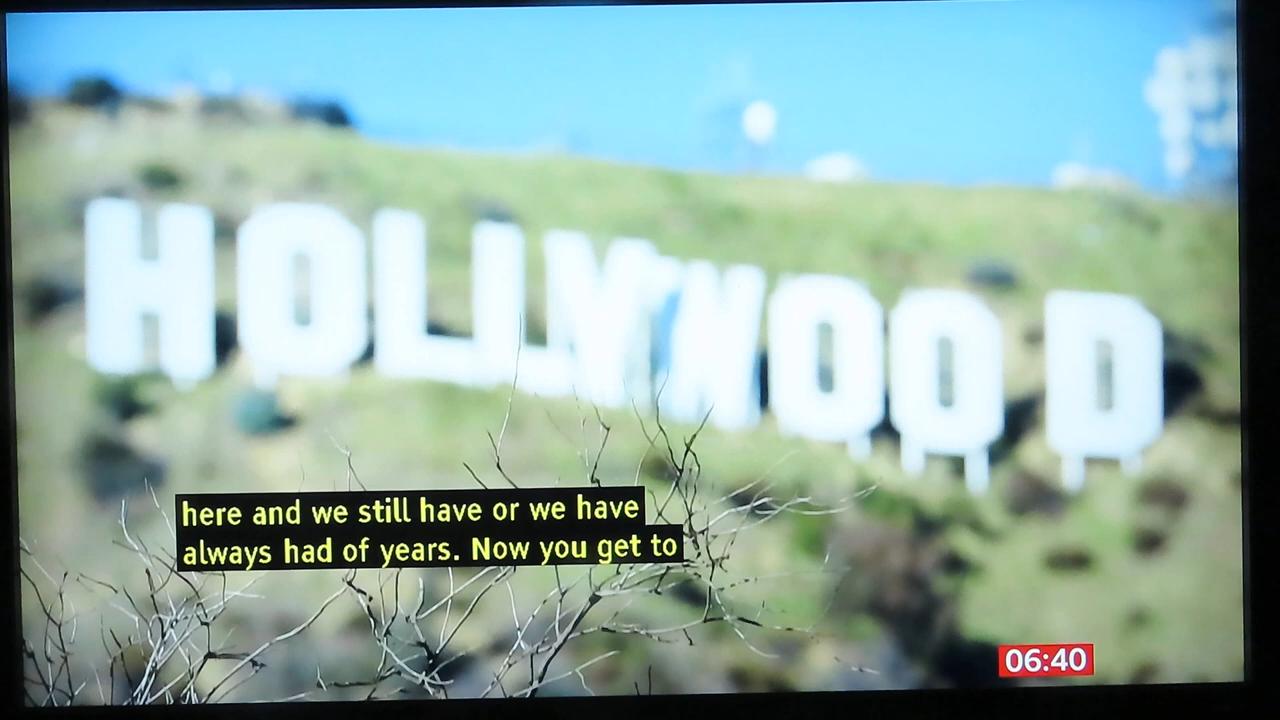 HOLLYWOOD
here and we still have or we have
always had of years. Now you get to
06:40